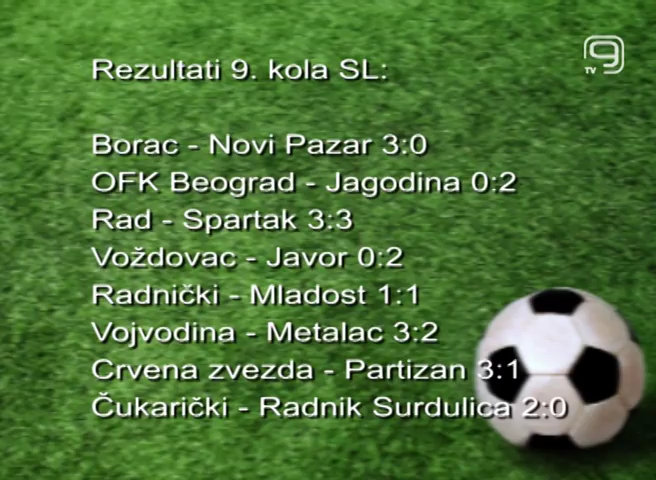 Rezultati 9. kola SL:
9
TV
Borac - Novi Pazar 3:0
OFK Beograd - Jagodina 0:2
Rad - Spartak 3:3
Voždovac - Javor 0:2
Radnički - Mladost 1:1
Vojvodina - Metalac 3:2
Crvena zvezda - Partizan 3:1
Čukarički - Radnik Surdulica 2:0